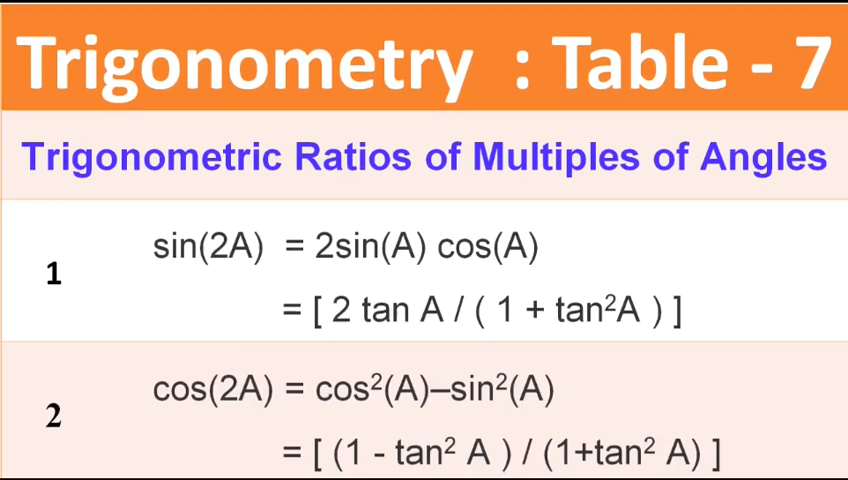 Trigonometry : Table - 7
Trigonometric Ratios of Multiples of Angles
1
sin(2A) = 2sin(A) cos(A)
= [ 2 tan A / ( 1 + tan²A ) ]
2
cos(2A) = cos²(A)–sin²(A)
= [ (1 - tan² A ) / (1+tan² A) ]